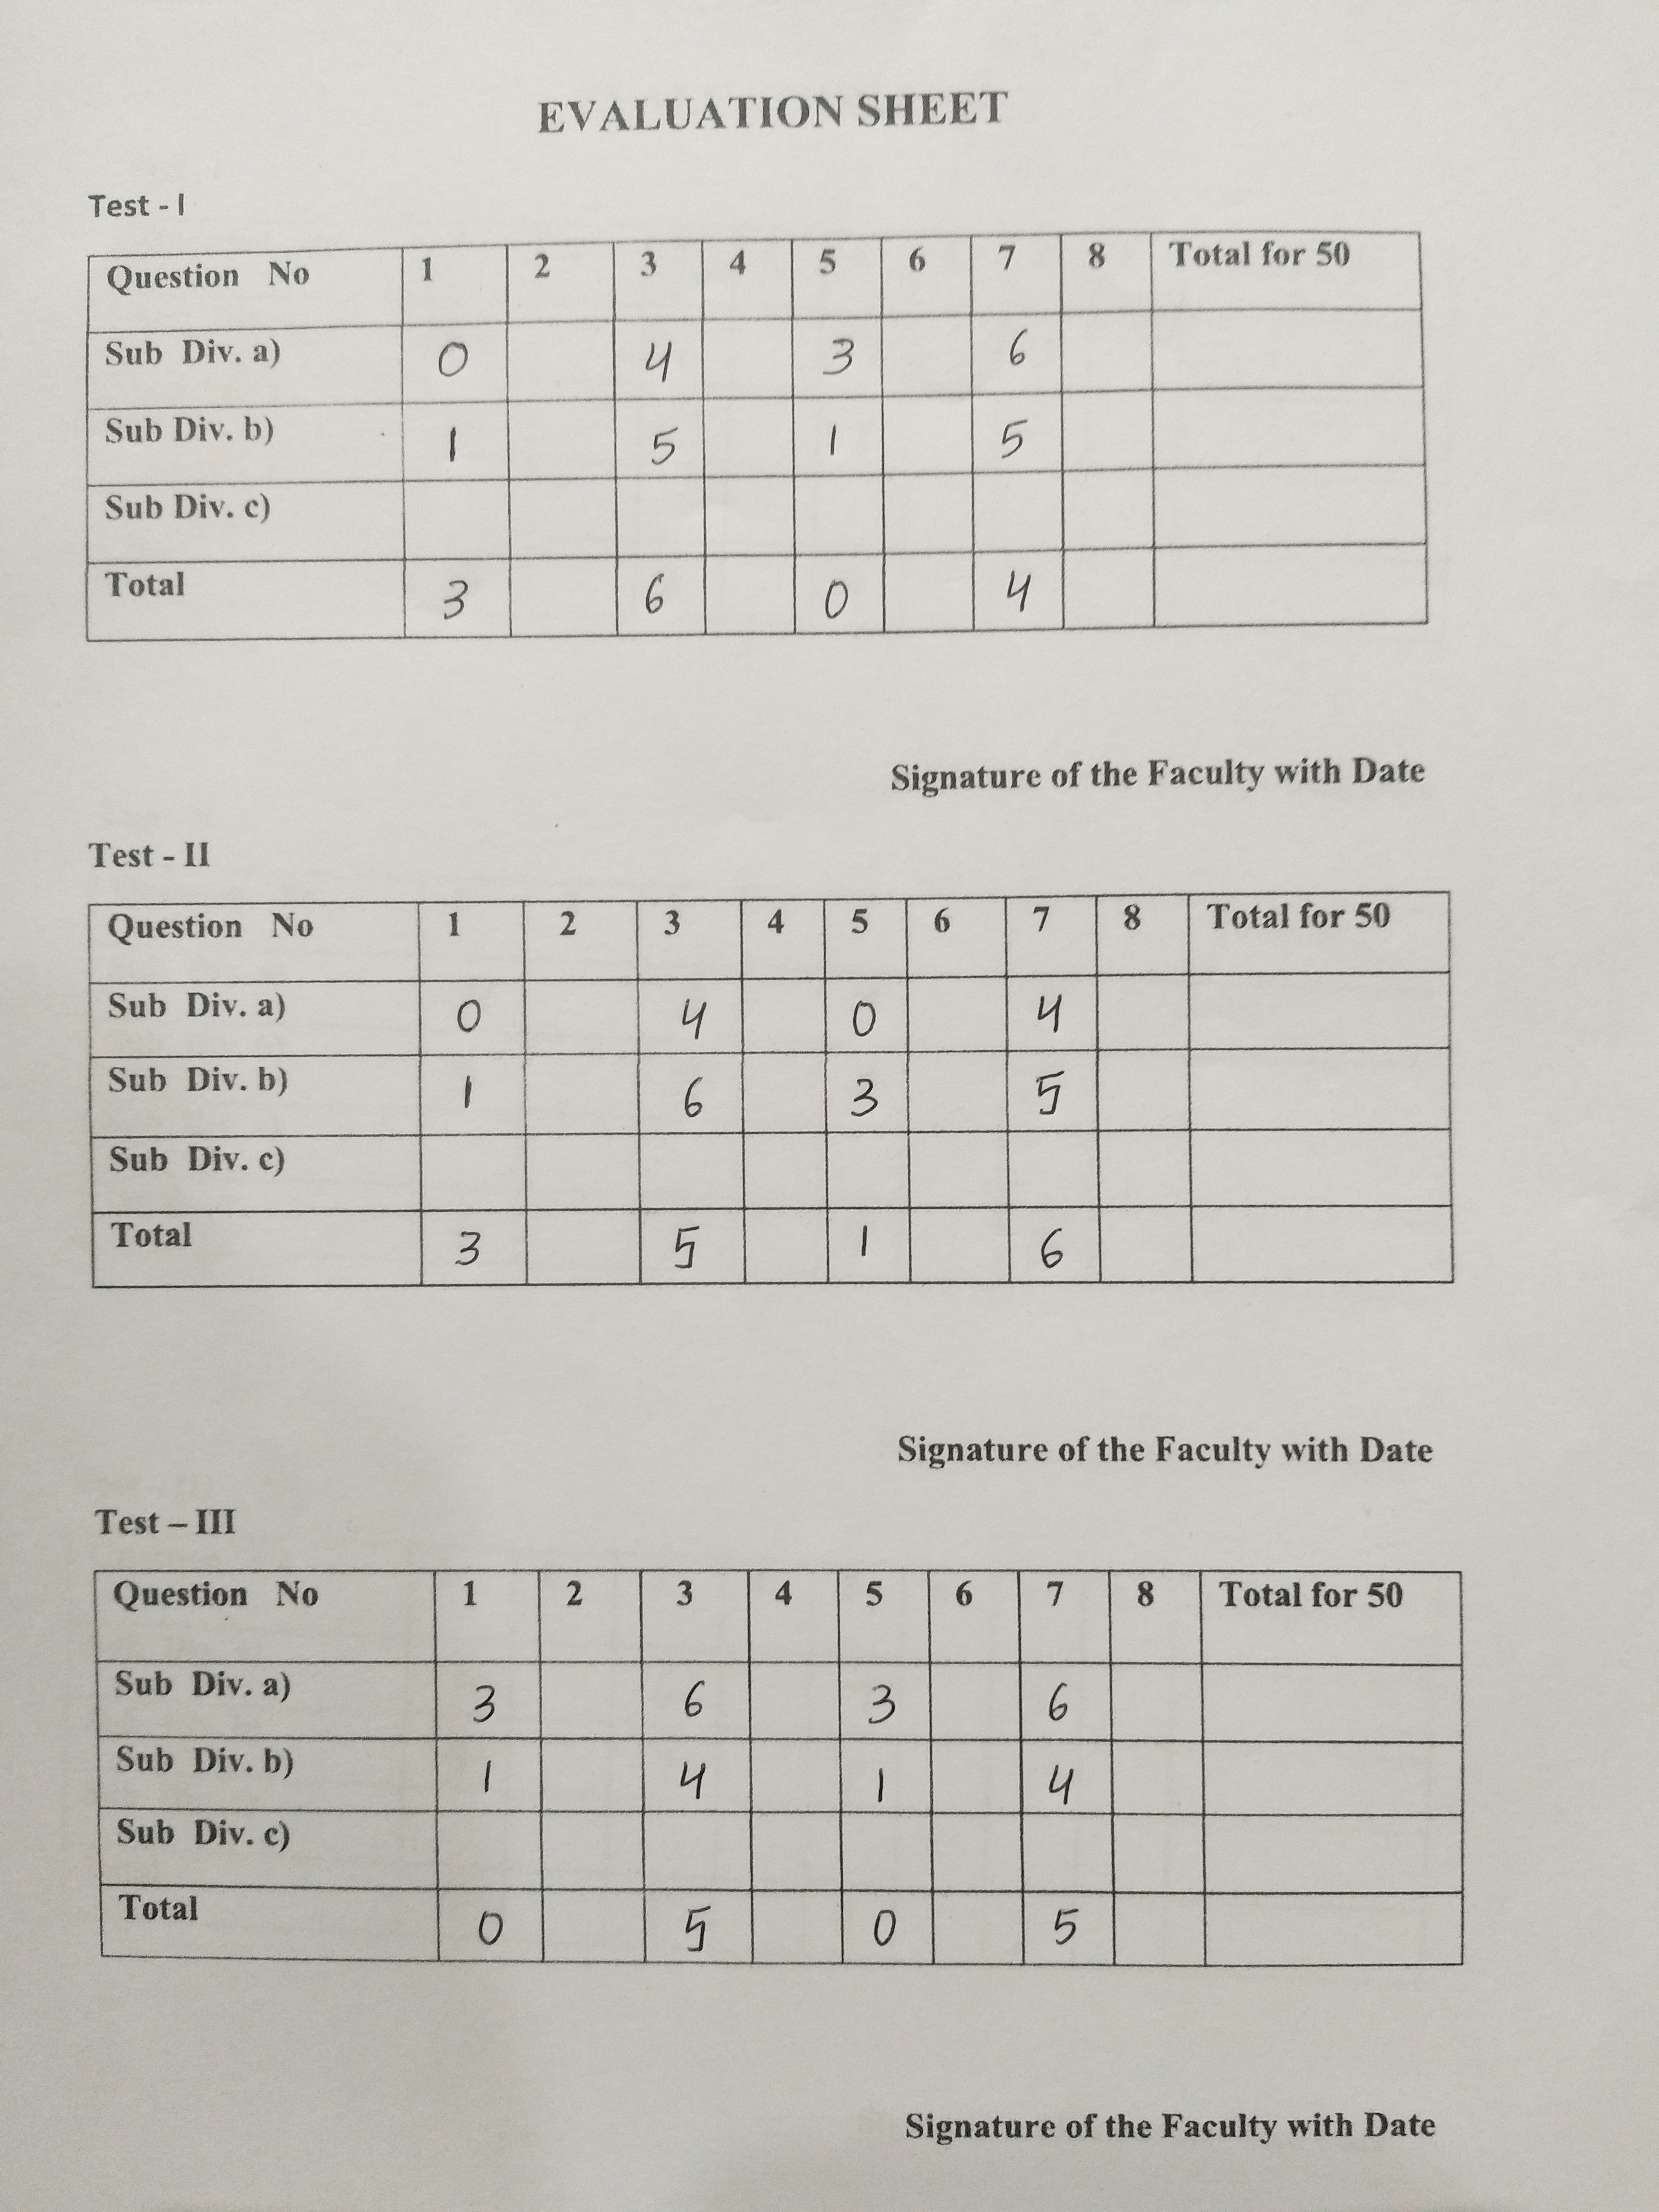 EVALUATION SHEET
Test - I
Question No 1 2 3 4 5 6 7 8 Total for 50
Sub Div. a) 0 4 3 6
Sub Div. b) 1 5 1 5
Sub Div. c)
Total 3 6 0 4
Signature of the Faculty with Date
Test - II
Question No 1 2 3 4 5 6 7 8 Total for 50
Sub Div. a) 0 4 0 4
Sub Div. b) 1 6 3 5
Sub Div. c)
Total 3 5 1 6
Signature of the Faculty with Date
Test – III
Question No 1 2 3 4 5 6 7 8 Total for 50
Sub Div. a) 3 6 3 6
Sub Div. b) 1 4 1 4
Sub Div. c)
Total 0 5 0 5
Signature of the Faculty with Date